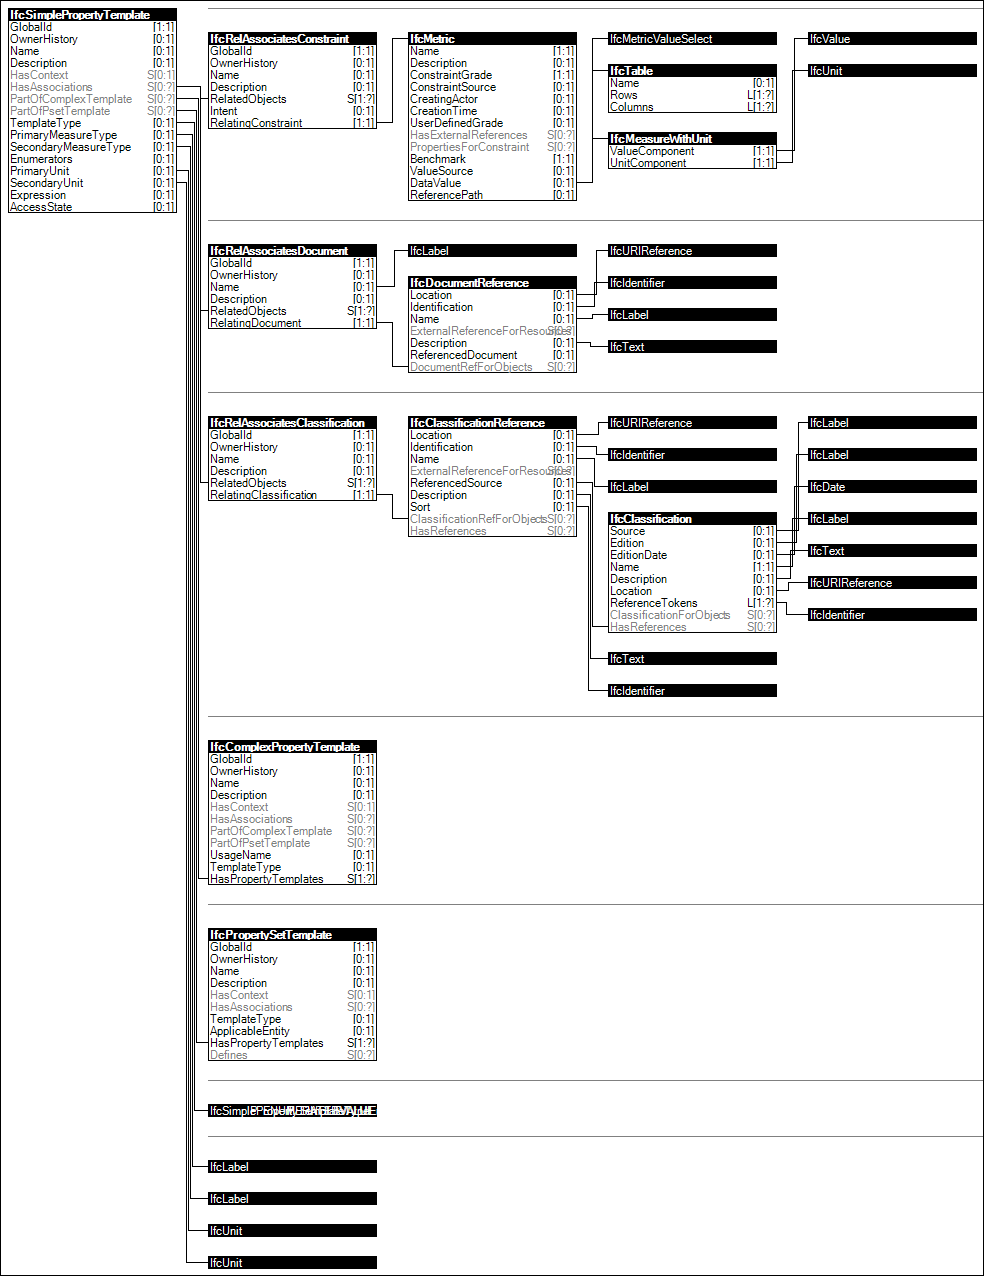 IfcSimplePropertyTemplate
GlobalId [1:1]
OwnerHistory [0:1]
Name [0:1]
Description [0:1]
HasContext S[0:1]
HasAssociations S[0:?]
PartOfComplexTemplate S[0:?]
PartOfPsetTemplate S[0:?]
TemplateType [0:1]
PrimaryMeasureType [0:1]
SecondaryMeasureType [0:1]
Enumerators [0:1]
PrimaryUnit [0:1]
SecondaryUnit [0:1]
Expression [0:1]
AccessState [0:1]
IfcRelAssociatesConstraint
GlobalId [1:1]
OwnerHistory [0:1]
Name [0:1]
Description [0:1]
RelatedObjects S[1:?]
Intent [0:1]
RelatingConstraint [1:1]
IfcMetric
Name [1:1]
Description [0:1]
ConstraintGrade [1:1]
ConstraintSource [0:1]
CreatingActor [0:1]
CreationTime [0:1]
UserDefinedGrade [0:1]
HasExternalReferences S[0:?]
PropertiesForConstraint S[0:?]
Benchmark [1:1]
ValueSource [0:1]
DataValue [0:1]
ReferencePath [0:1]
IfcMetricValueSelect
IfcTable
Name [0:1]
Rows L[1:?]
Columns L[1:?]
IfcMeasureWithUnit
ValueComponent [1:1]
UnitComponent [1:1]
IfcValue
IfcUnit
IfcRelAssociatesDocument
GlobalId [1:1]
OwnerHistory [0:1]
Name [0:1]
Description [0:1]
RelatedObjects S[1:?]
RelatingDocument [1:1]
IfcLabel
IfcDocumentReference
Location [0:1]
Identification [0:1]
Name [0:1]
ExternalReferenceForResources S[0:?]
Description [0:1]
ReferencedDocument [0:1]
DocumentRefForObjects S[0:?]
IfcURIReference
IfcIdentifier
IfcLabel
IfcText
IfcRelAssociatesClassification
GlobalId [1:1]
OwnerHistory [0:1]
Name [0:1]
Description [0:1]
RelatedObjects S[1:?]
RelatingClassification [1:1]
IfcClassificationReference
Location [0:1]
Identification [0:1]
Name [0:1]
ExternalReferenceForResources S[0:?]
ReferencedSource [0:1]
Description [0:1]
Sort [0:1]
ClassificationRefForObjects S[0:?]
HasReferences S[0:?]
IfcURIReference
IfcIdentifier
IfcLabel
IfcClassification
Source [0:1]
Edition [0:1]
EditionDate [0:1]
Name [1:1]
Description [0:1]
Location [0:1]
ReferenceTokens L[1:?]
ClassificationForObjects S[0:?]
HasReferences S[0:?]
IfcText
IfcIdentifier
IfcLabel
IfcLabel
IfcDate
IfcLabel
IfcText
IfcURIReference
IfcIdentifier
IfcComplexPropertyTemplate
GlobalId [1:1]
OwnerHistory [0:1]
Name [0:1]
Description [0:1]
HasContext S[0:1]
HasAssociations S[0:?]
PartOfComplexTemplate S[0:?]
PartOfPsetTemplate S[0:?]
UsageName [0:1]
TemplateType [0:1]
HasPropertyTemplates S[1:?]
IfcPropertySetTemplate
GlobalId [1:1]
OwnerHistory [0:1]
Name [0:1]
Description [0:1]
HasContext S[0:1]
HasAssociations S[0:?]
TemplateType [0:1]
ApplicableEntity [0:1]
HasPropertyTemplates S[1:?]
Defines S[0:?]
IfcLabel
IfcLabel
IfcUnit
IfcUnit